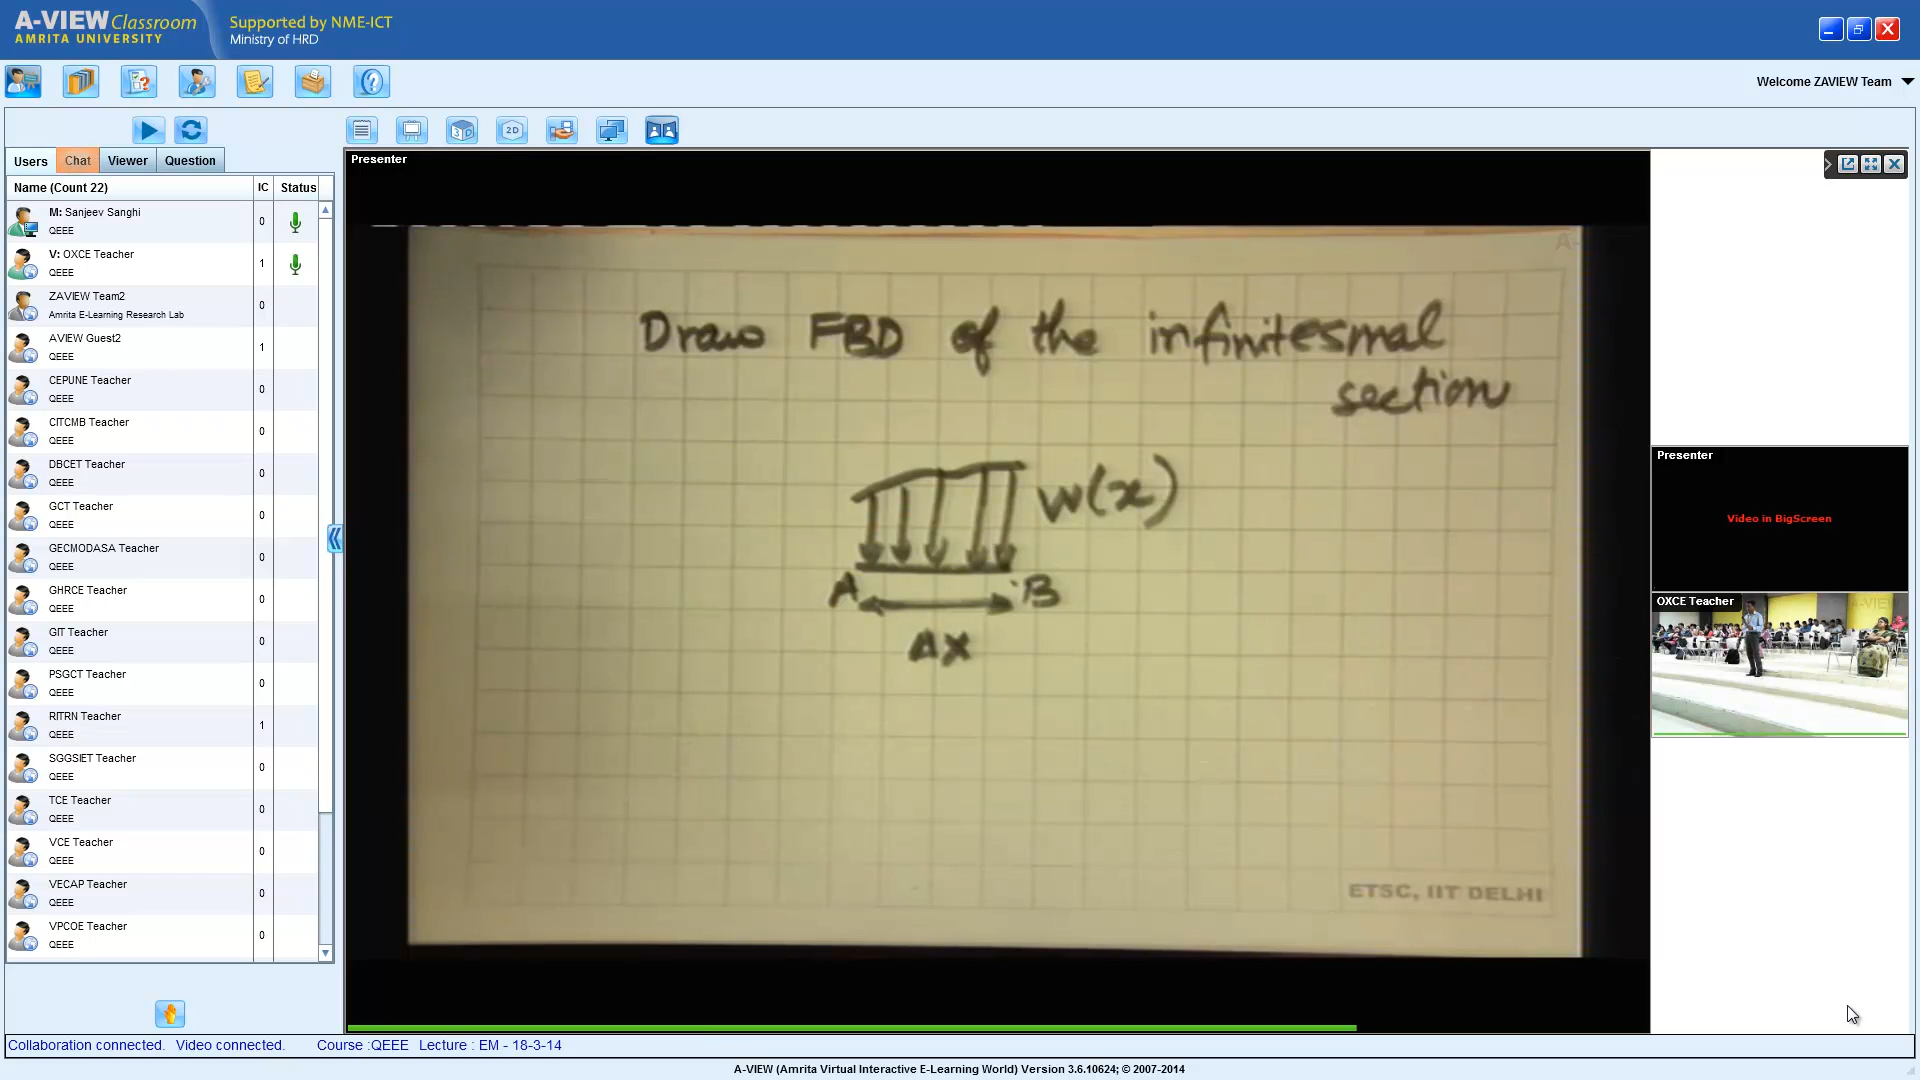 A-VIEW Classroom
AMRITA UNIVERSITY
Supported by NME-ICT
Ministry of HRD
Welcome ZAVIEW Team
3D
2D
Users Chat Viewer Question
Name (Count 22) IC Status
M: Sanjeev Sanghi
QEEE
0
V: OXCE Teacher
QEEE
1
ZAVIEW Team2
Amrita E-Learning Research Lab
0
AVIEW Guest2
QEEE
1
CEPUNE Teacher
QEEE
0
CITCMB Teacher
QEEE
0
DBCET Teacher
QEEE
0
GCT Teacher
QEEE
0
GECMODASA Teacher
QEEE
0
GHRCE Teacher
QEEE
0
GIT Teacher
QEEE
0
PSGCT Teacher
QEEE
0
RITRN Teacher
QEEE
1
SGGSIET Teacher
QEEE
0
TCE Teacher
QEEE
0
VCE Teacher
QEEE
0
VECAP Teacher
QEEE
0
VPCOE Teacher
QEEE
0
Presenter
Draw FBD of the infinitesmal
section
W(x)
A B
Δx
ETSC, IIT DELHI
Presenter
Video in BigScreen
OXCE Teacher
Collaboration connected. Video connected. Course :QEEE Lecture : EM - 18-3-14
A-VIEW (Amrita Virtual Interactive E-Learning World) Version 3.6.10624; © 2007-2014